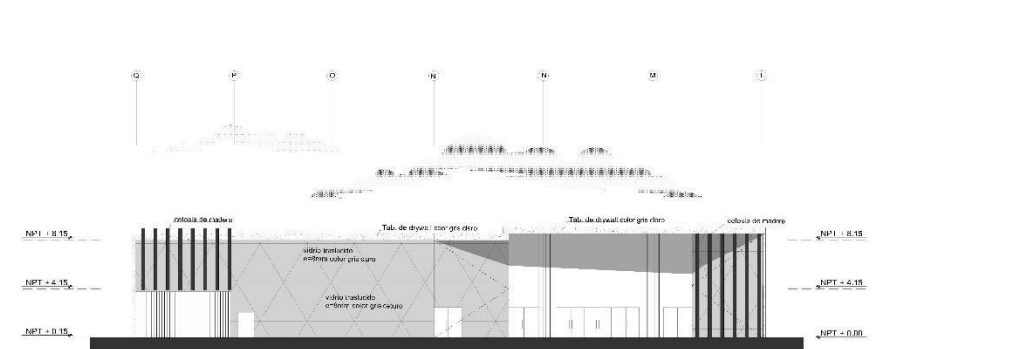 Q P O N N M L
celosia de madera
Tab. de drywall color gris claro
Tab. de drywall color gris claro
celosia de madera
NPT + 8.15
NPT + 8.15
vidrio traslucido
e=8mm color gris claro
NPT + 4.15
NPT + 4.15
vidrio traslucido
e=8mm color gris oscuro
NPT + 0.15
NPT + 0.00